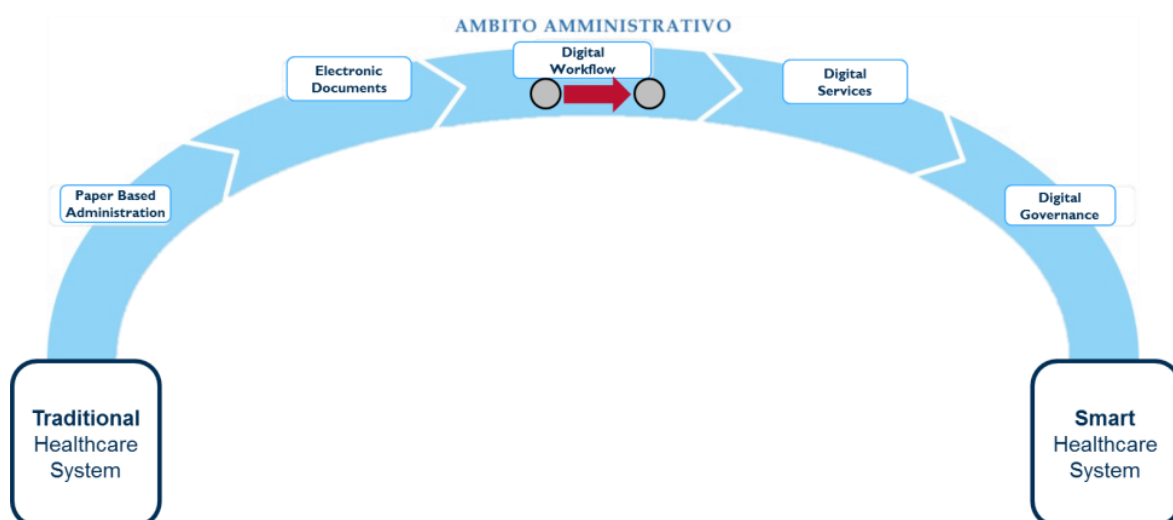 AMBITO AMMINISTRATIVO
Digital
Workflow
Electronic
Documents
Digital
Services
Paper Based
Administration
Digital
Governance
Traditional
Healthcare
System
Smart
Healthcare
System